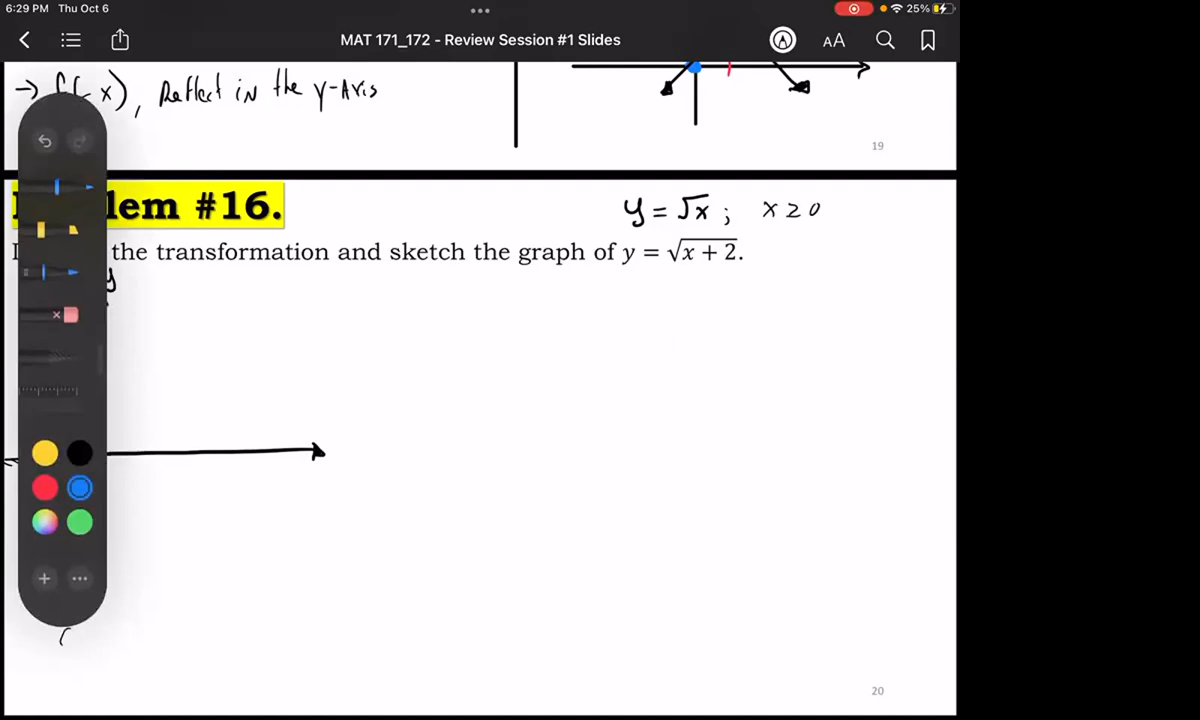 6:29 PM Thu Oct 6
25%
MAT 171_172 - Review Session #1 Slides
AA
→ f(-x), Reflect in the y-Axis
19
lem #16.
y = √x ; x ≥ 0
the transformation and sketch the graph of y = √(x + 2).
y
20